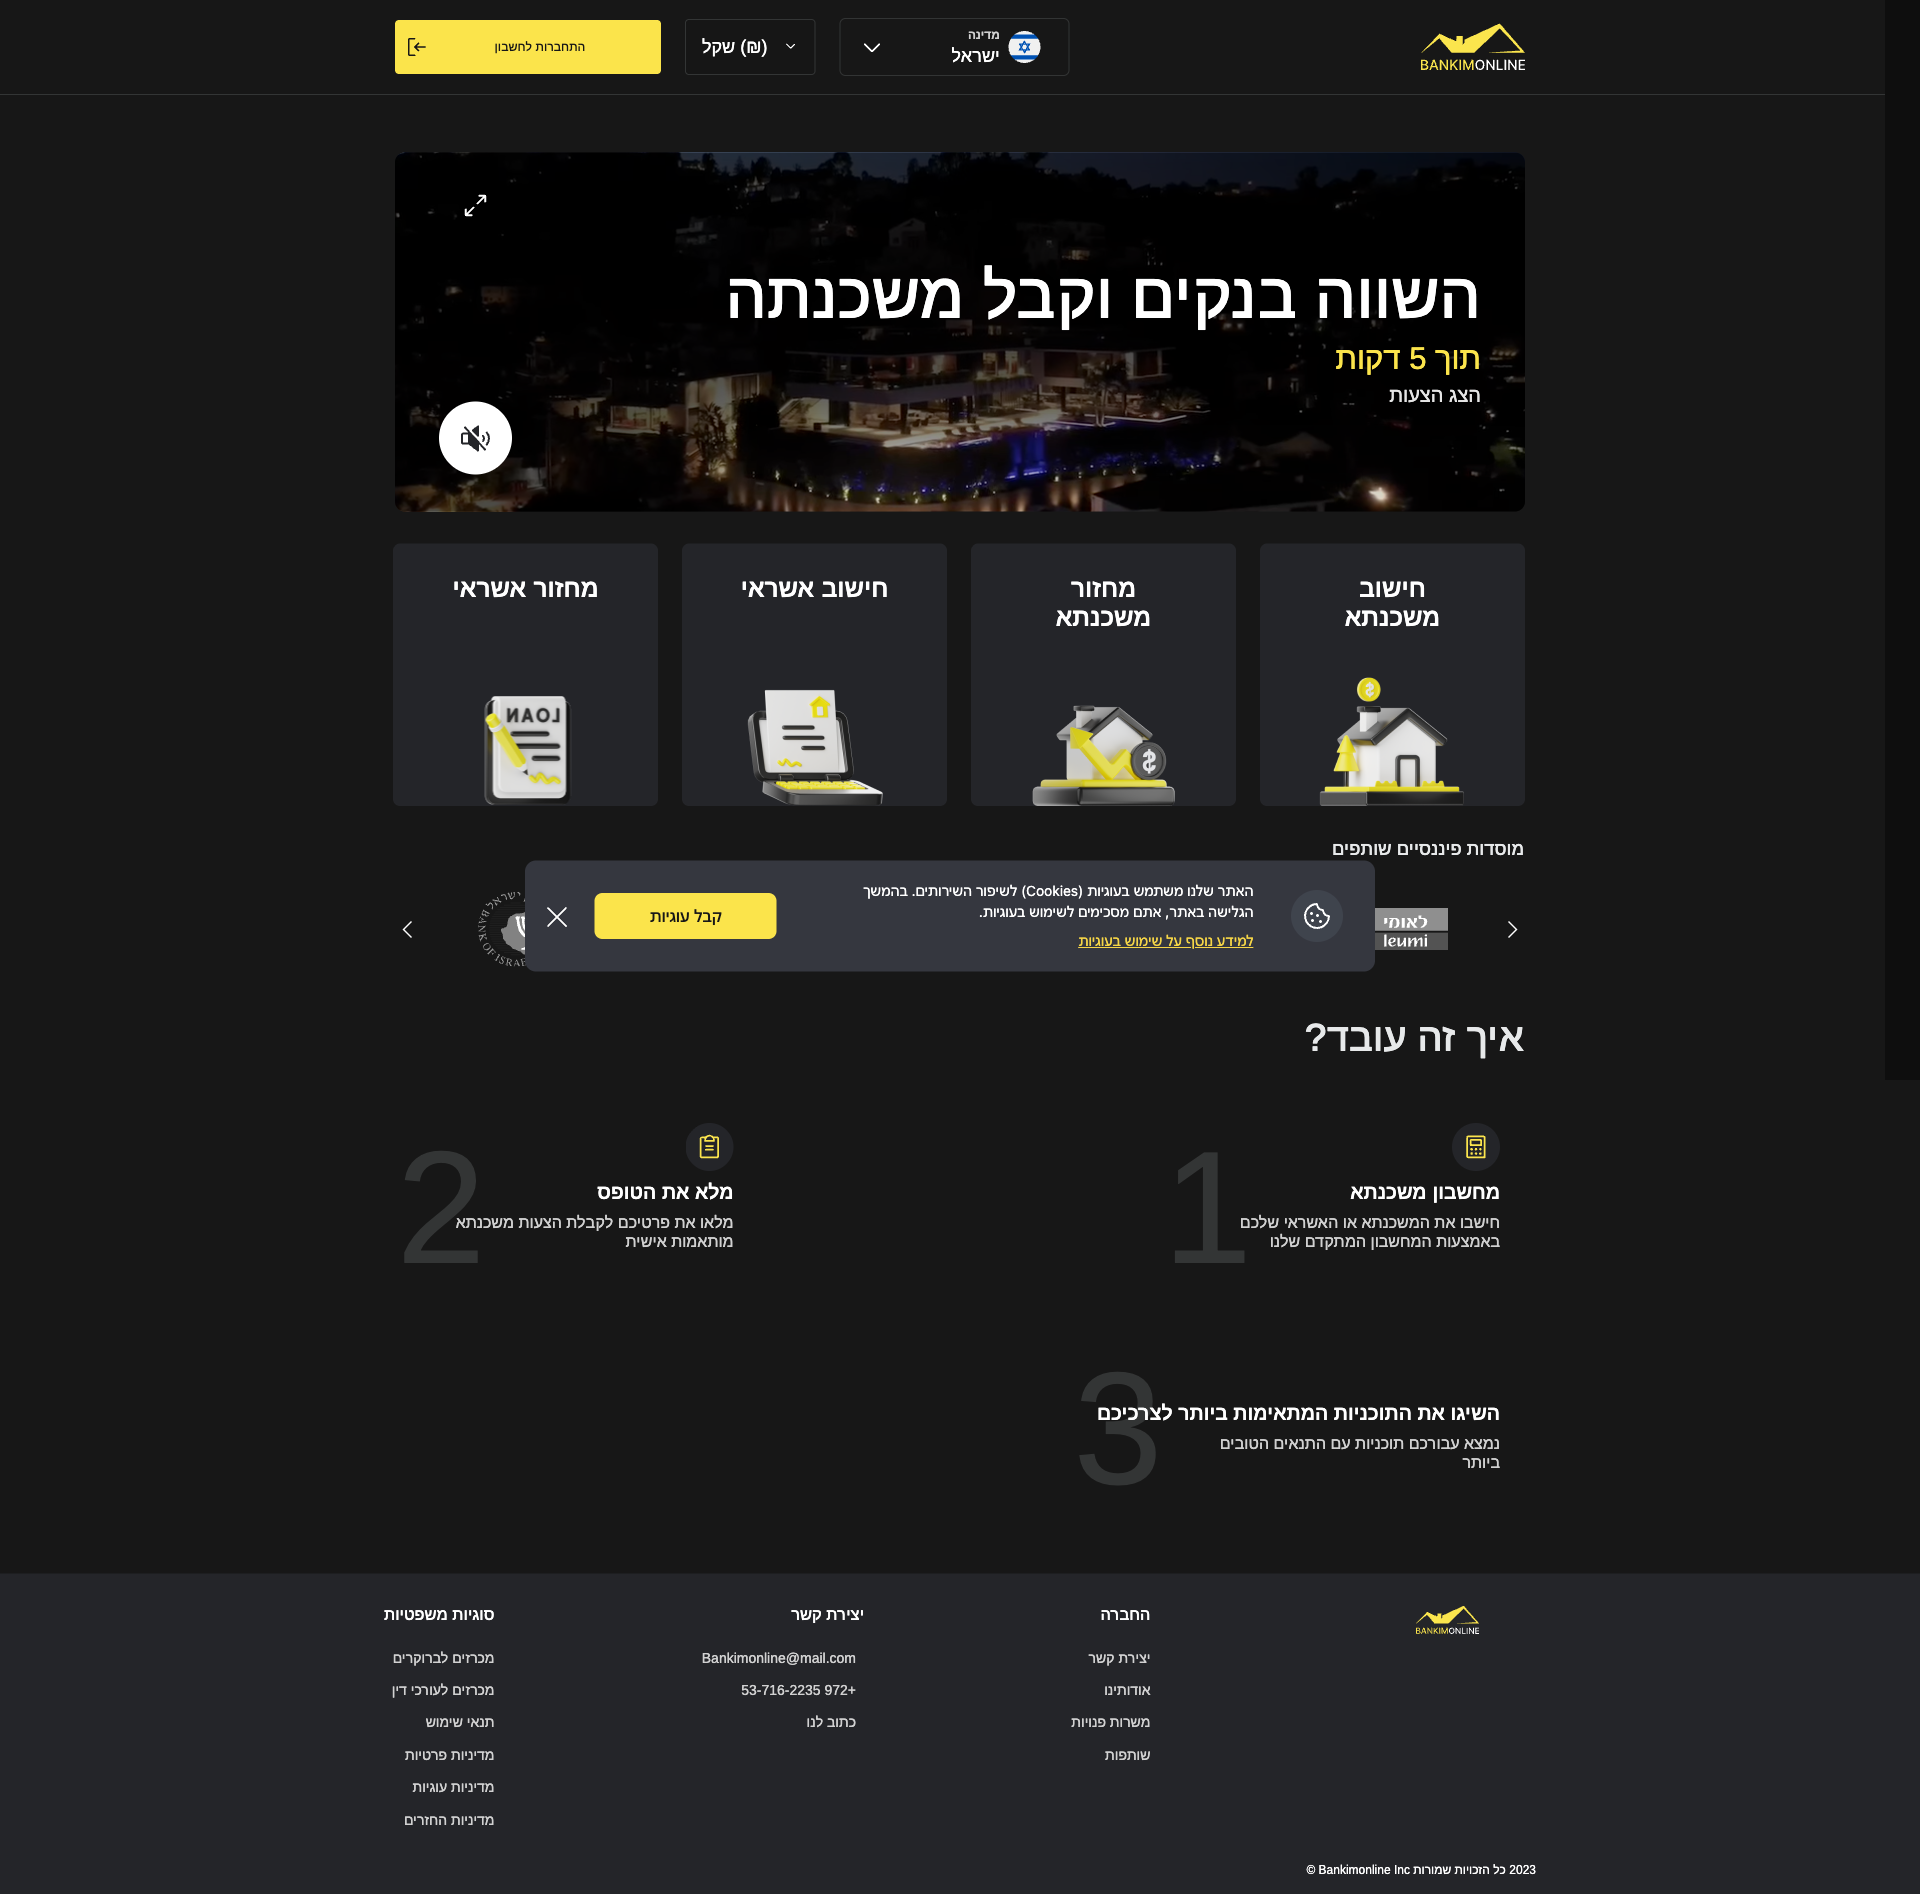 BANKIMONLINE
מדינה
ישראל
שקל (₪)
התחברות לחשבון
השווה בנקים וקבל משכנתה
תוך 5 דקות
הצג הצעות
חישוב
משכנתא
מחזור
משכנתא
חישוב אשראי
מחזור אשראי
LOAN
מוסדות פיננסיים שותפים
לאומי
leumi
האתר שלנו משתמש בעוגיות (Cookies) לשיפור השירותים. בהמשך
הגלישה באתר, אתם מסכימים לשימוש בעוגיות.
למידע נוסף על שימוש בעוגיות
קבל עוגיות
ישראל
BANK OF ISRAE
איך זה עובד?
1
מחשבון משכנתא
חישבו את המשכנתא או האשראי שלכם
באמצעות המחשבון המתקדם שלנו
2
מלא את הטופס
מלאו את פרטיכם לקבלת הצעות משכנתא
מותאמות אישית
3
השיגו את התוכניות המתאימות ביותר לצרכיכם
נמצא עבורכם תוכניות עם התנאים הטובים
ביותר
BANKIMONLINE
החברה
יצירת קשר
אודותינו
משרות פנויות
שותפות
יצירת קשר
Bankimonline@mail.com
53-716-2235 972+
כתוב לנו
סוגיות משפטיות
מכרזים לברוקרים
מכרזים לעורכי דין
תנאי שימוש
מדיניות פרטיות
מדיניות עוגיות
מדיניות החזרים
2023 כל הזכויות שמורות Bankimonline Inc ©